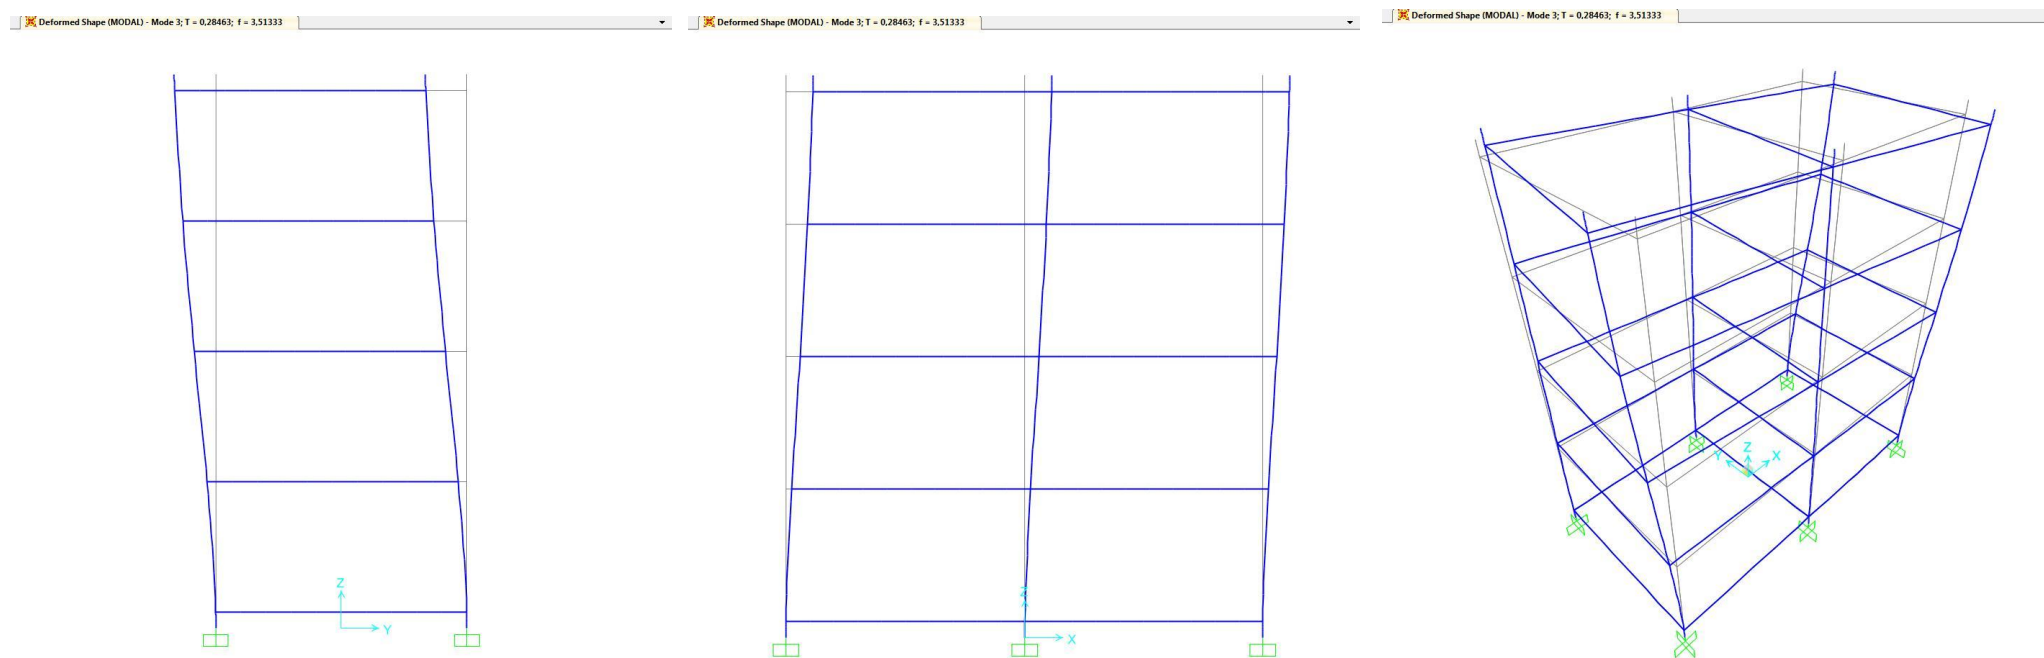 Deformed Shape (MODAL) - Mode 3; T = 0,28463; f = 3,51333
Z
Y
Deformed Shape (MODAL) - Mode 3; T = 0,28463; f = 3,51333
Z
X
Deformed Shape (MODAL) - Mode 3; T = 0,28463; f = 3,51333
Z
Y
X